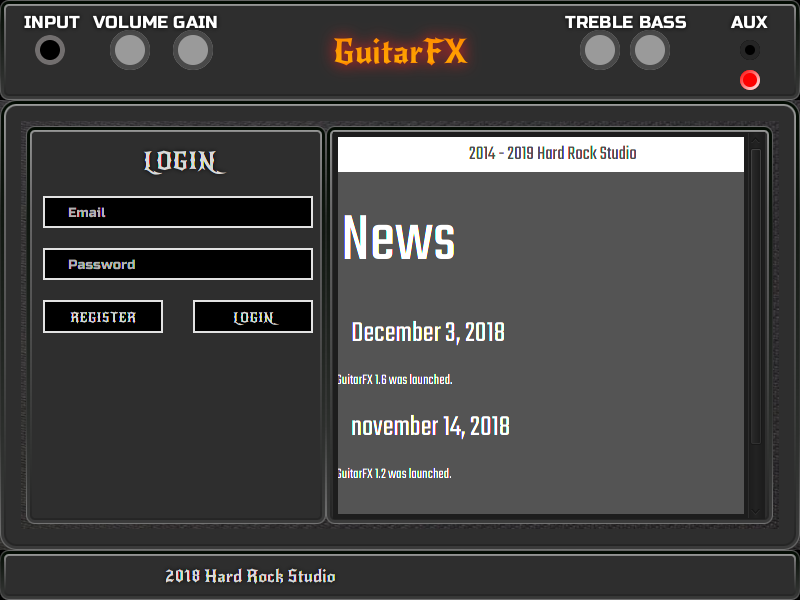 INPUT VOLUME GAIN GuitarFX TREBLE BASS AUX
LOGIN
Email
Password
REGISTER LOGIN
2014 - 2019 Hard Rock Studio
News
December 3, 2018
GuitarFX 1.6 was launched.
november 14, 2018
GuitarFX 1.2 was launched.
2018 Hard Rock Studio